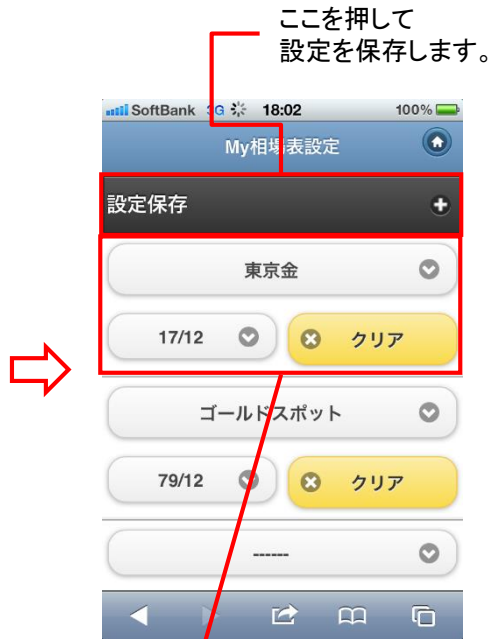 ここを押して
設定を保存します。
SoftBank 3G 18:02 100%
My相場表設定
設定保存
東京金
17/12 クリア
ゴールドスポット
79/12 クリア
------